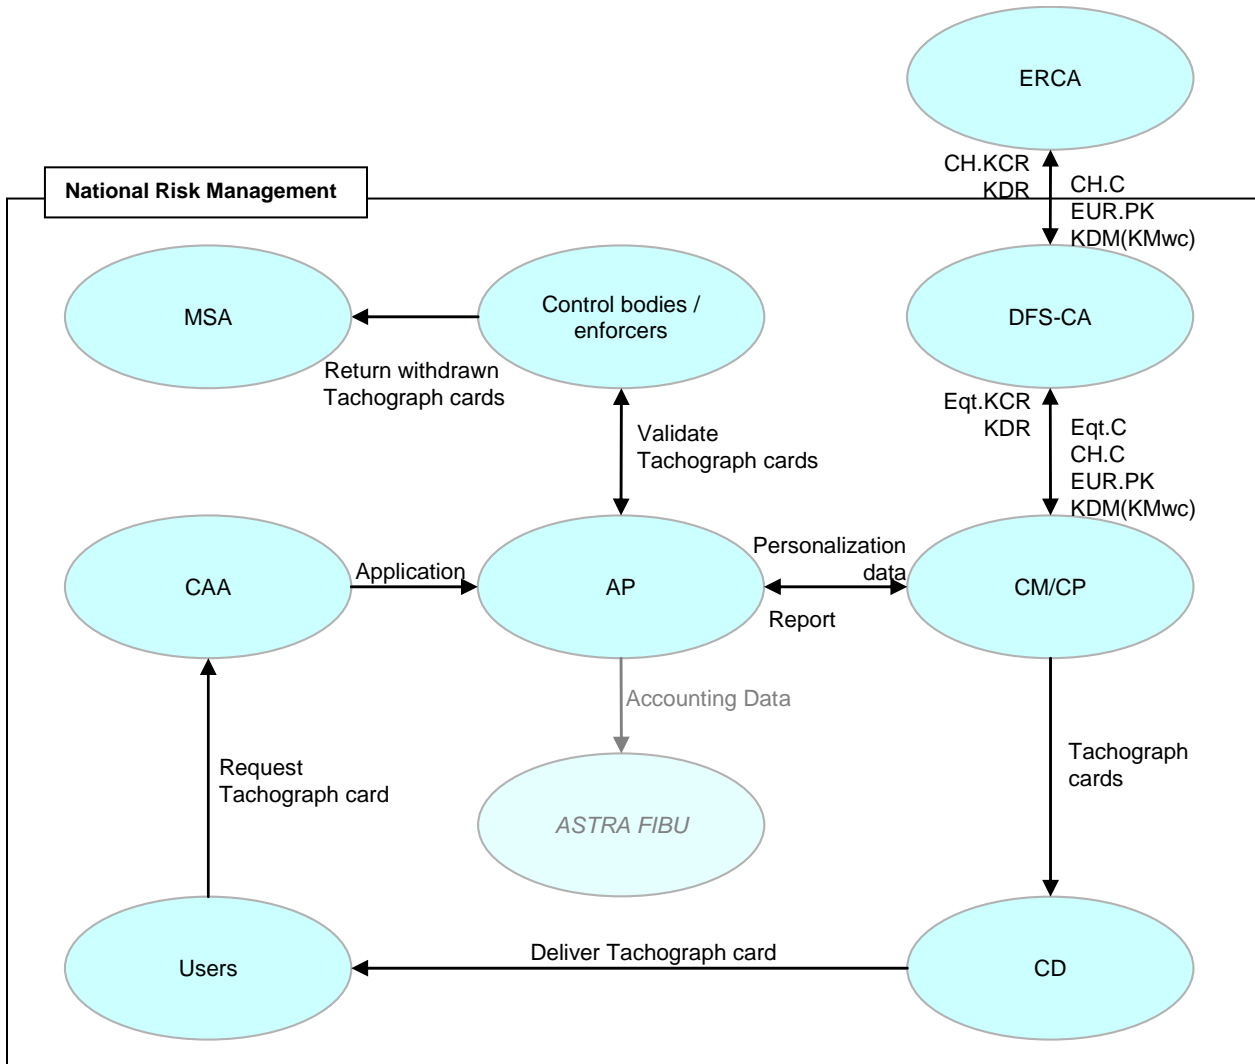 ERCA
CH.KCR
KDR
CH.C
EUR.PK
KDM(KMwc)
National Risk Management
MSA
Control bodies /
enforcers
DFS-CA
Return withdrawn
Tachograph cards
Eqt.KCR
KDR
Eqt.C
CH.C
EUR.PK
KDM(KMwc)
Validate
Tachograph cards
CAA
Application
AP
Personalization
data
Report
CM/CP
Accounting Data
Request
Tachograph card
Tachograph
cards
ASTRA FIBU
Users
Deliver Tachograph card
CD